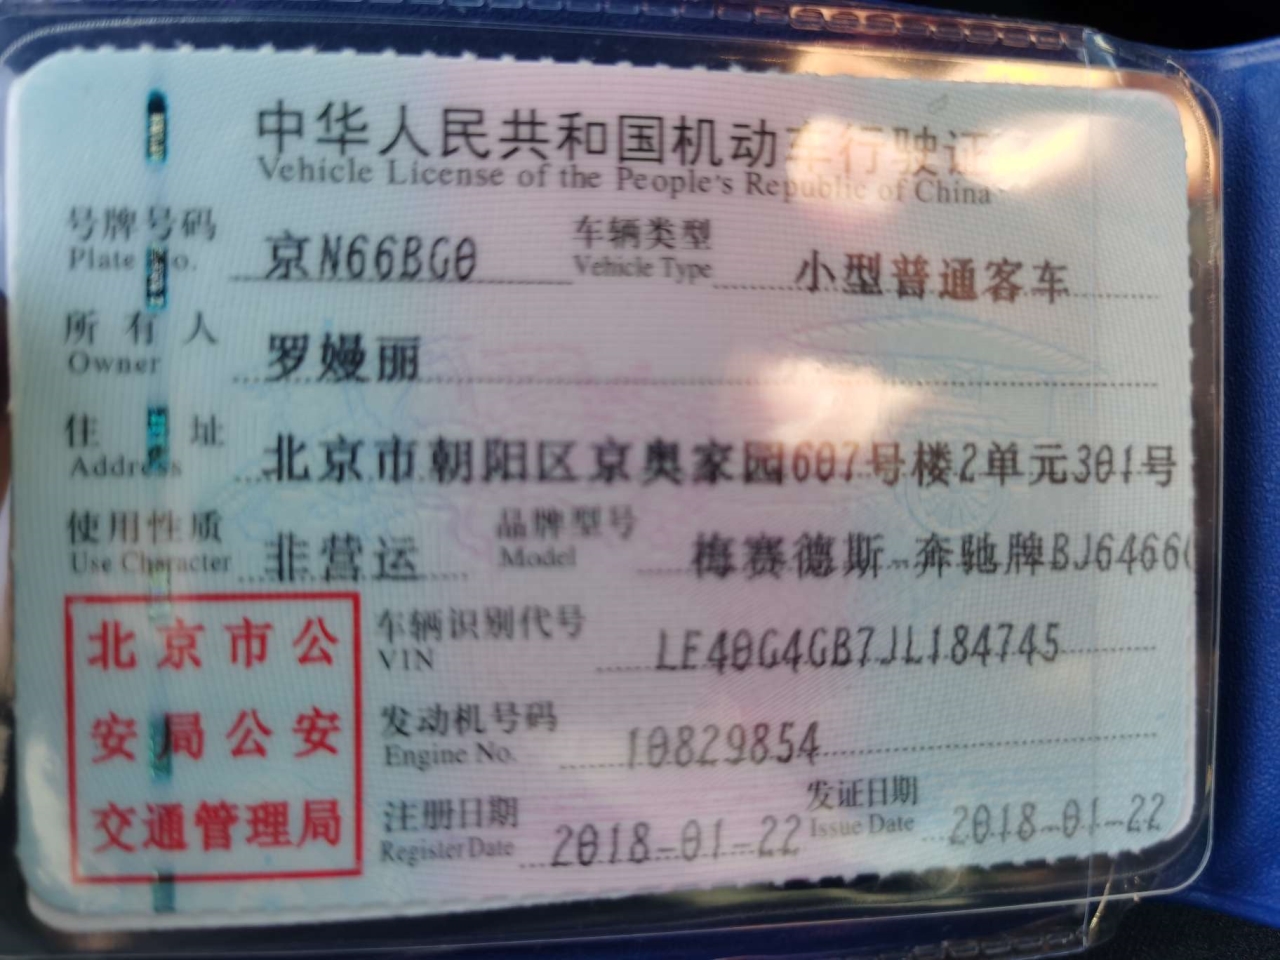 中华人民共和国机动车行驶证
Vehicle License of the People's Republic of China
号牌号码 京N66BG0 车辆类型 小型普通客车
Plate No. Vehicle Type
所有人 罗嫚丽
Owner
住址 北京市朝阳区京奥家园607号楼2单元301号
Address
使用性质 非营运 品牌型号 梅赛德斯-奔驰牌BJ6466
Use Character Model
北京市公
安局公安
交通管理局
车辆识别代号 LE40G4GB7JL184745
VIN
发动机号码 10829854
Engine No.
注册日期 2018-01-22 发证日期 2018-01-22
Register Date Issue Date